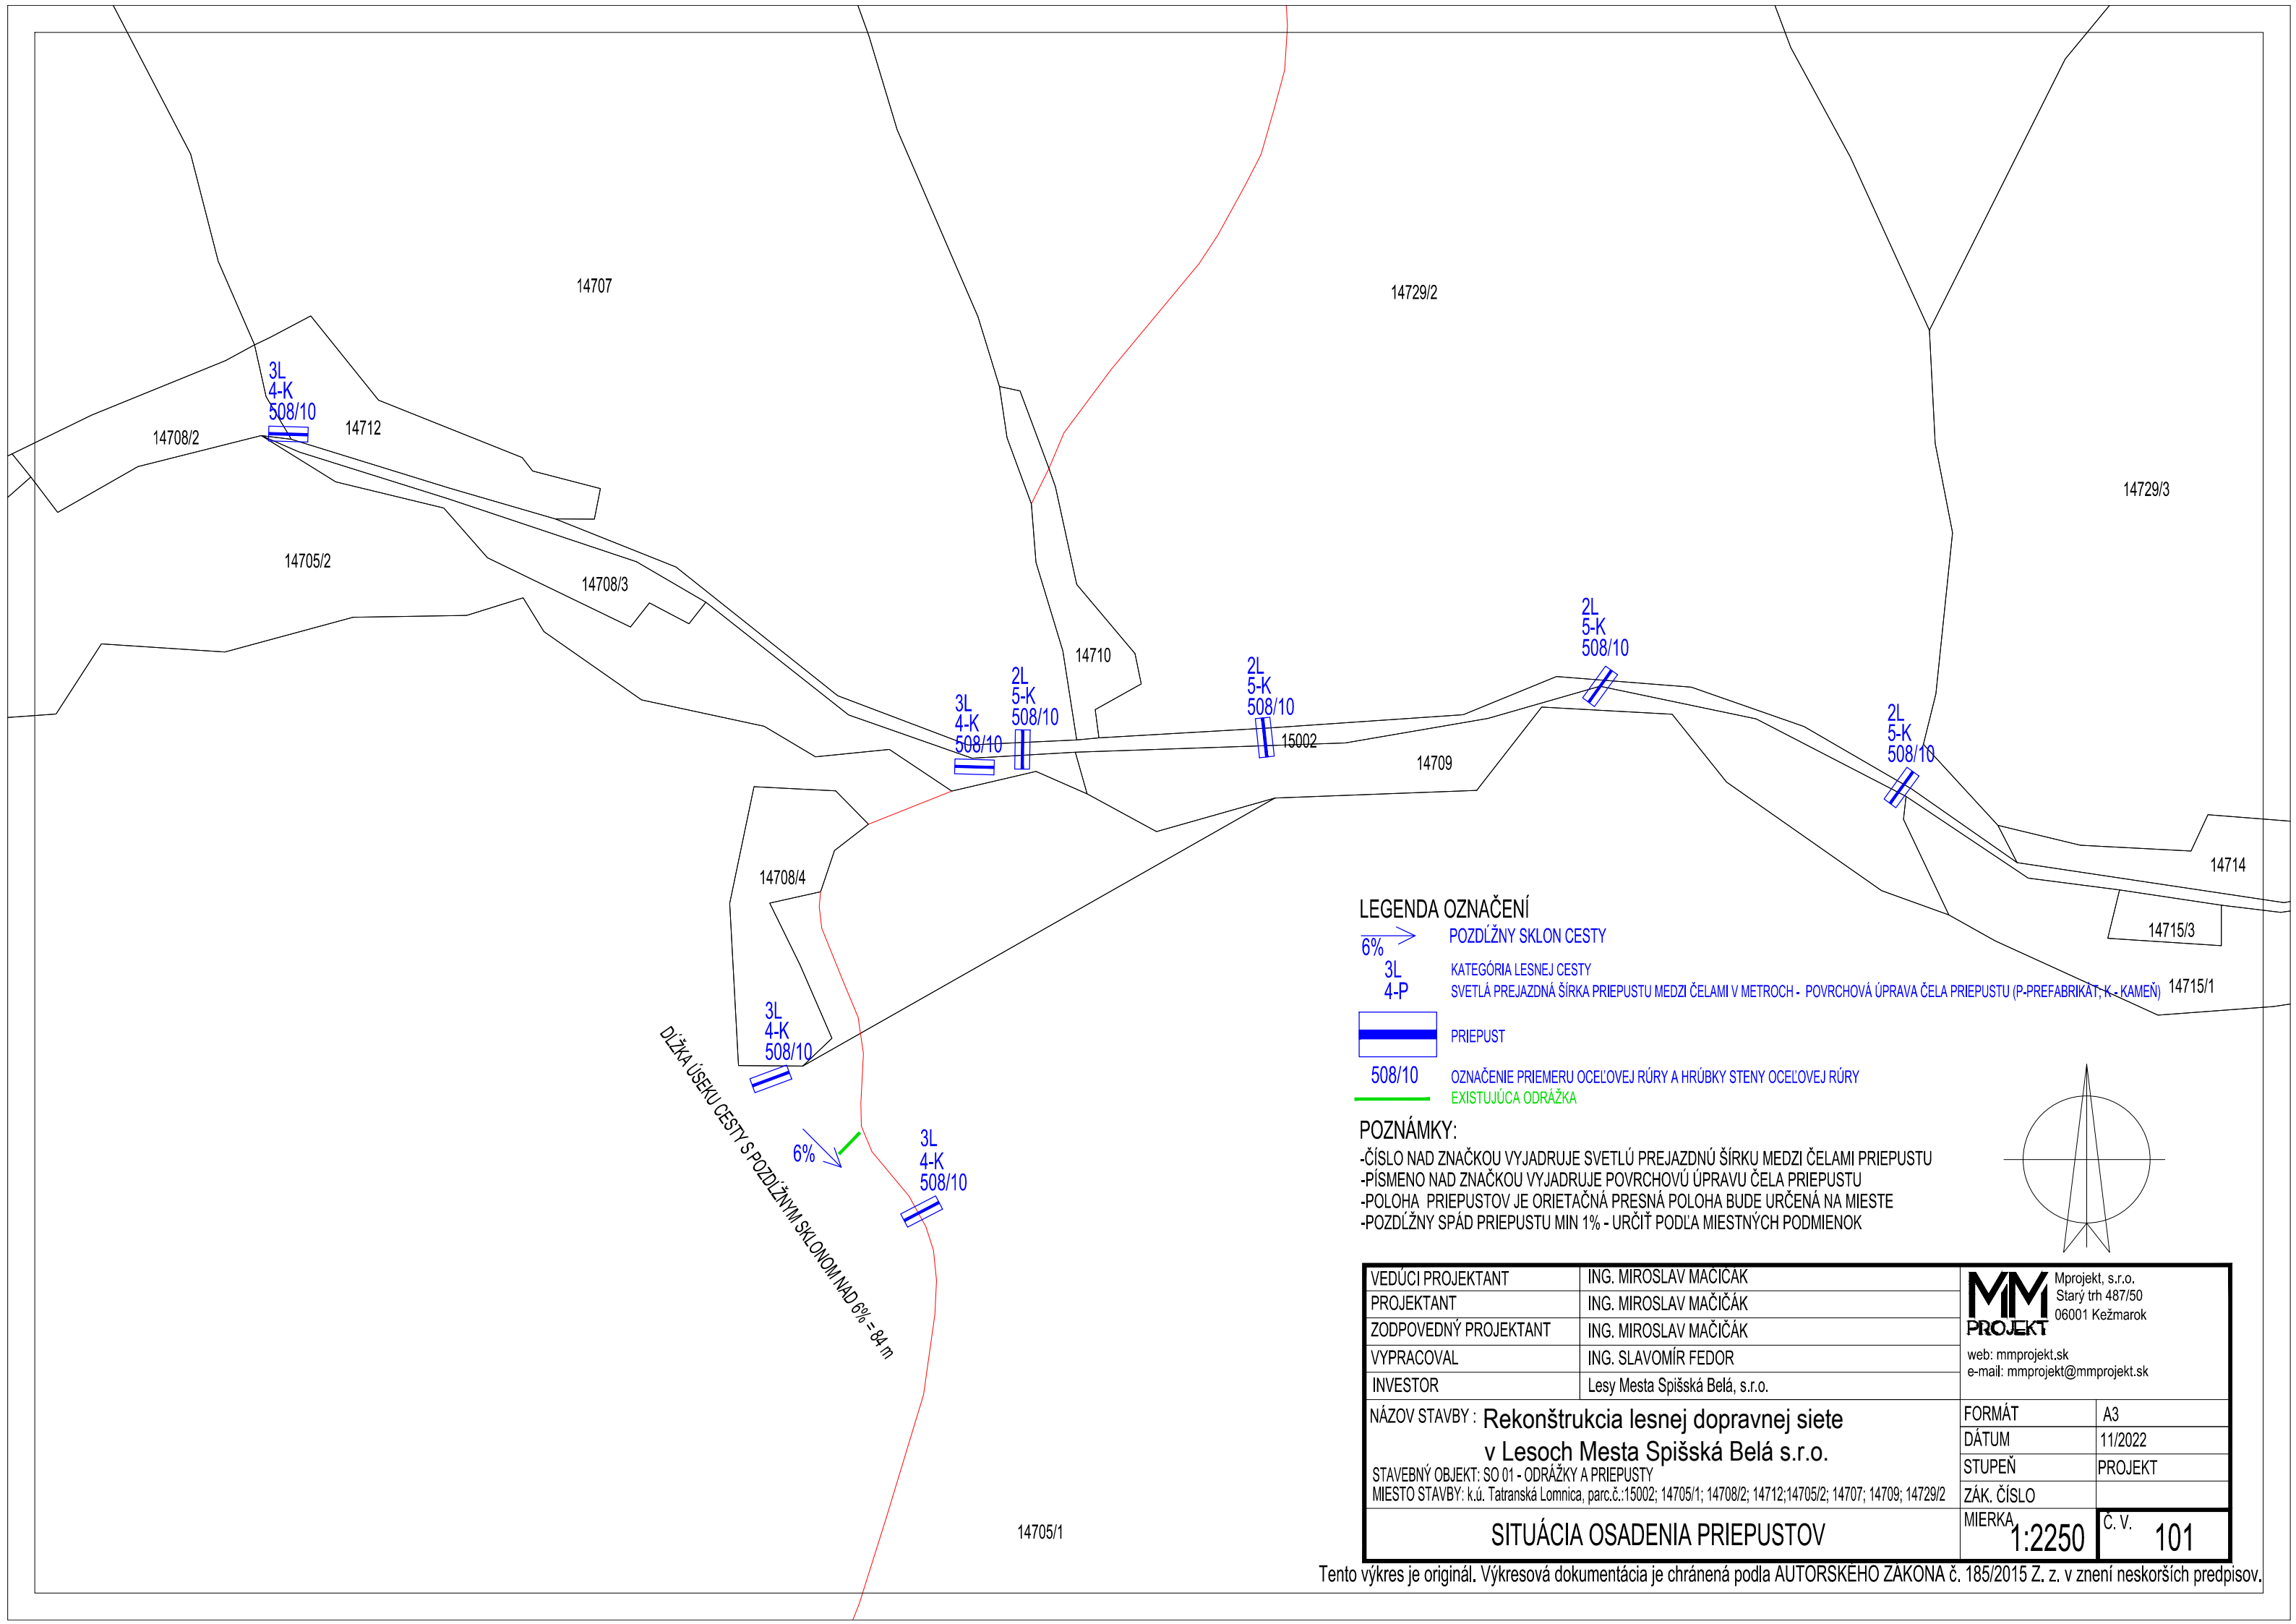 14707
14729/2
3L
4-K
508/10
14708/2
14712
14729/3
14705/2
14708/3
2L
5-K
508/10
14710
2L
5-K
508/10
2L
5-K
508/10
3L
4-K
508/10
2L
5-K
508/10
15002
14709
14714
14708/4
14715/3
14715/1
LEGENDA OZNAČENÍ
6%
POZDĹŽNY SKLON CESTY
3L
KATEGÓRIA LESNEJ CESTY
4-P
SVETLÁ PREJAZDNÁ ŠÍRKA PRIEPUSTU MEDZI ČELAMI V METROCH - POVRCHOVÁ ÚPRAVA ČELA PRIEPUSTU (P-PREFABRIKÁT, K - KAMEŇ)
PRIEPUST
508/10
OZNAČENIE PRIEMERU OCEĽOVEJ RÚRY A HRÚBKY STENY OCEĽOVEJ RÚRY
EXISTUJÚCA ODRÁŽKA
3L
4-K
508/10
DĹŽKA ÚSEKU CESTY S POZDĹŽNYM SKLONOM NAD 6% = 84 m
6%
3L
4-K
508/10
POZNÁMKY:
-ČÍSLO NAD ZNAČKOU VYJADRUJE SVETLÚ PREJAZDNÚ ŠÍRKU MEDZI ČELAMI PRIEPUSTU
-PÍSMENO NAD ZNAČKOU VYJADRUJE POVRCHOVÚ ÚPRAVU ČELA PRIEPUSTU
-POLOHA PRIEPUSTOV JE ORIETAČNÁ PRESNÁ POLOHA BUDE URČENÁ NA MIESTE
-POZDĹŽNY SPÁD PRIEPUSTU MIN 1% - URČIŤ PODĽA MIESTNÝCH PODMIENOK
14705/1
VEDÚCI PROJEKTANT ING. MIROSLAV MAČIČÁK
PROJEKTANT ING. MIROSLAV MAČIČÁK
ZODPOVEDNÝ PROJEKTANT ING. MIROSLAV MAČIČÁK
VYPRACOVAL ING. SLAVOMÍR FEDOR
INVESTOR Lesy Mesta Spišská Belá, s.r.o.
MM
PROJEKT
Mprojekt, s.r.o.
Starý trh 487/50
06001 Kežmarok
web: mmprojekt.sk
e-mail: mmprojekt@mmprojekt.sk
NÁZOV STAVBY : Rekonštrukcia lesnej dopravnej siete
v Lesoch Mesta Spišská Belá s.r.o.
STAVEBNÝ OBJEKT: SO 01 - ODRÁŽKY A PRIEPUSTY
MIESTO STAVBY: k.ú. Tatranská Lomnica, parc.č.:15002; 14705/1; 14708/2; 14712;14705/2; 14707; 14709; 14729/2
FORMÁT A3
DÁTUM 11/2022
STUPEŇ PROJEKT
ZÁK. ČÍSLO
SITUÁCIA OSADENIA PRIEPUSTOV
MIERKA 1:2250
Č. V. 101
Tento výkres je originál. Výkresová dokumentácia je chránená podla AUTORSKÉHO ZÁKONA č. 185/2015 Z. z. v znení neskorších predpisov.